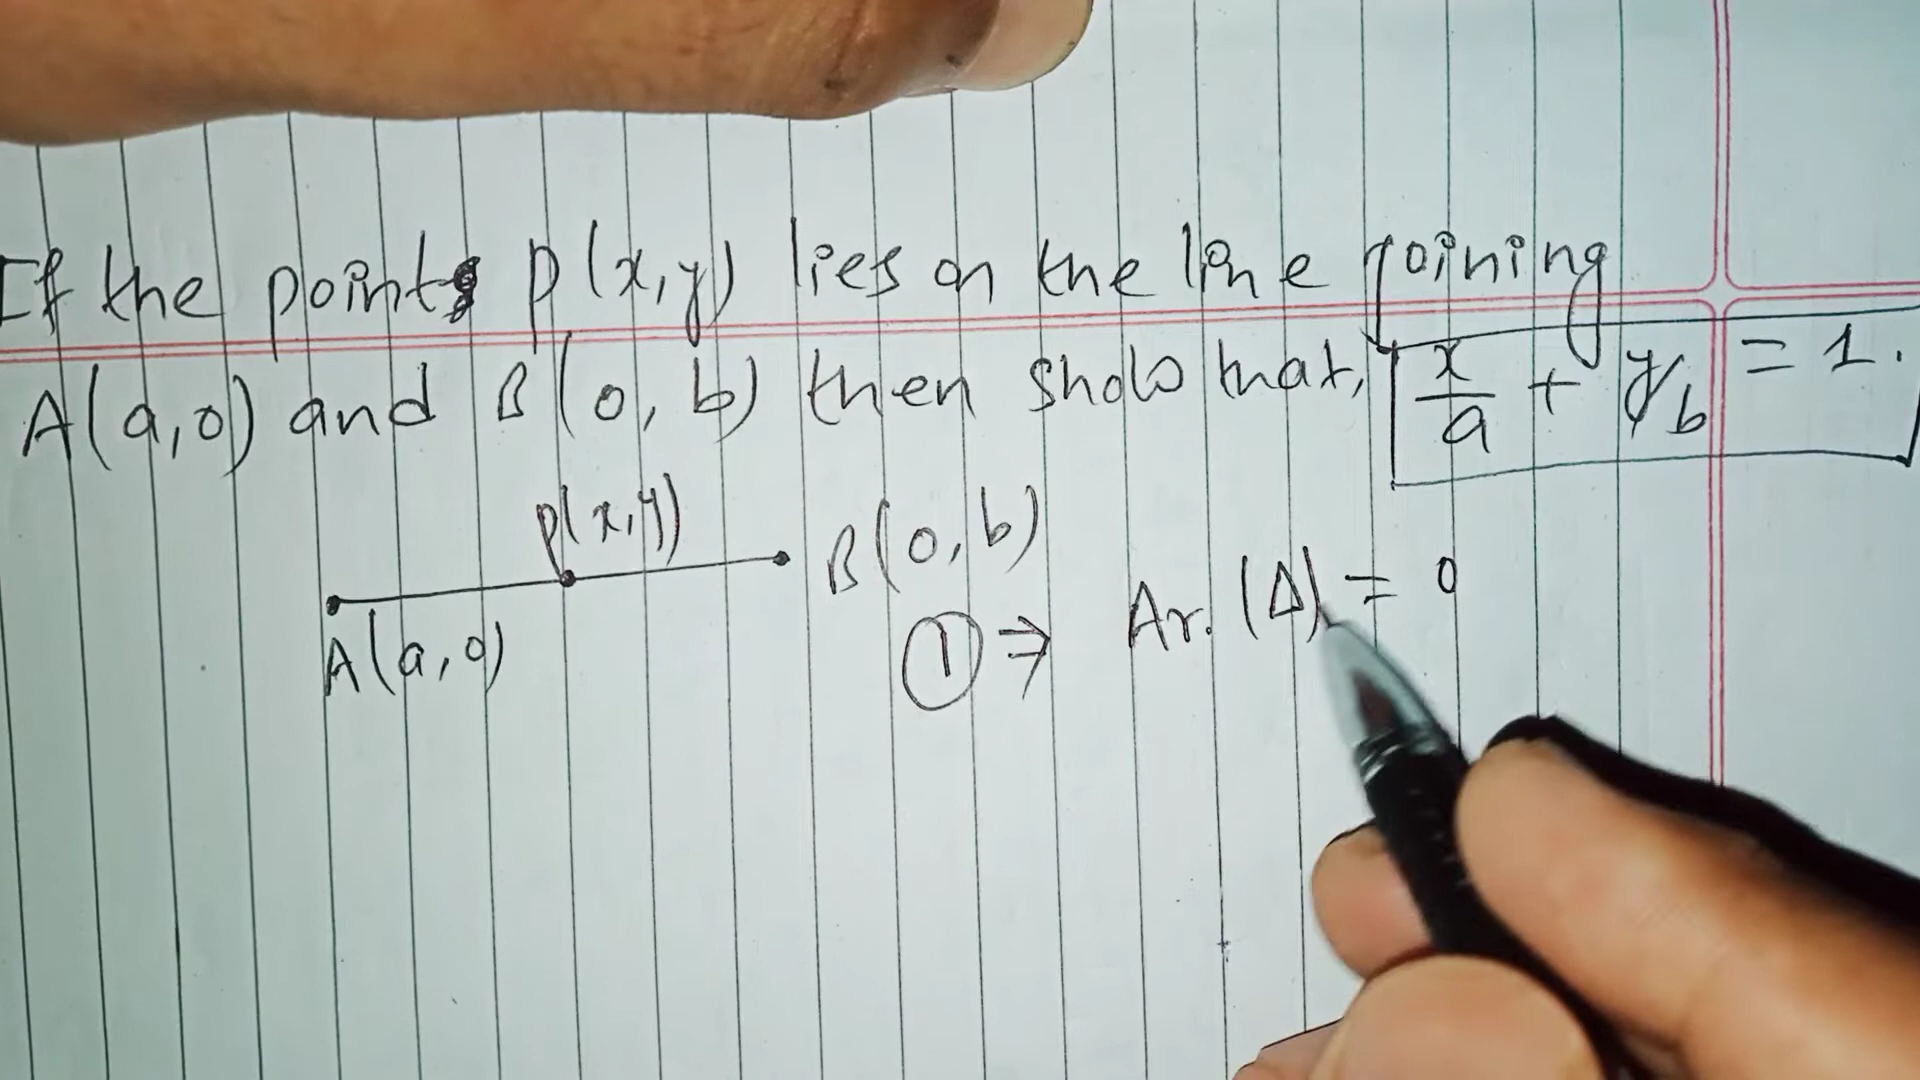 If the points P(x,y) lies on the line joining
A(a,0) and B(0,b) then show that, x/a + y/b = 1.
P(x,y)
B(0,b)
A(a,0)
① ⇒ Ar.(Δ) = 0